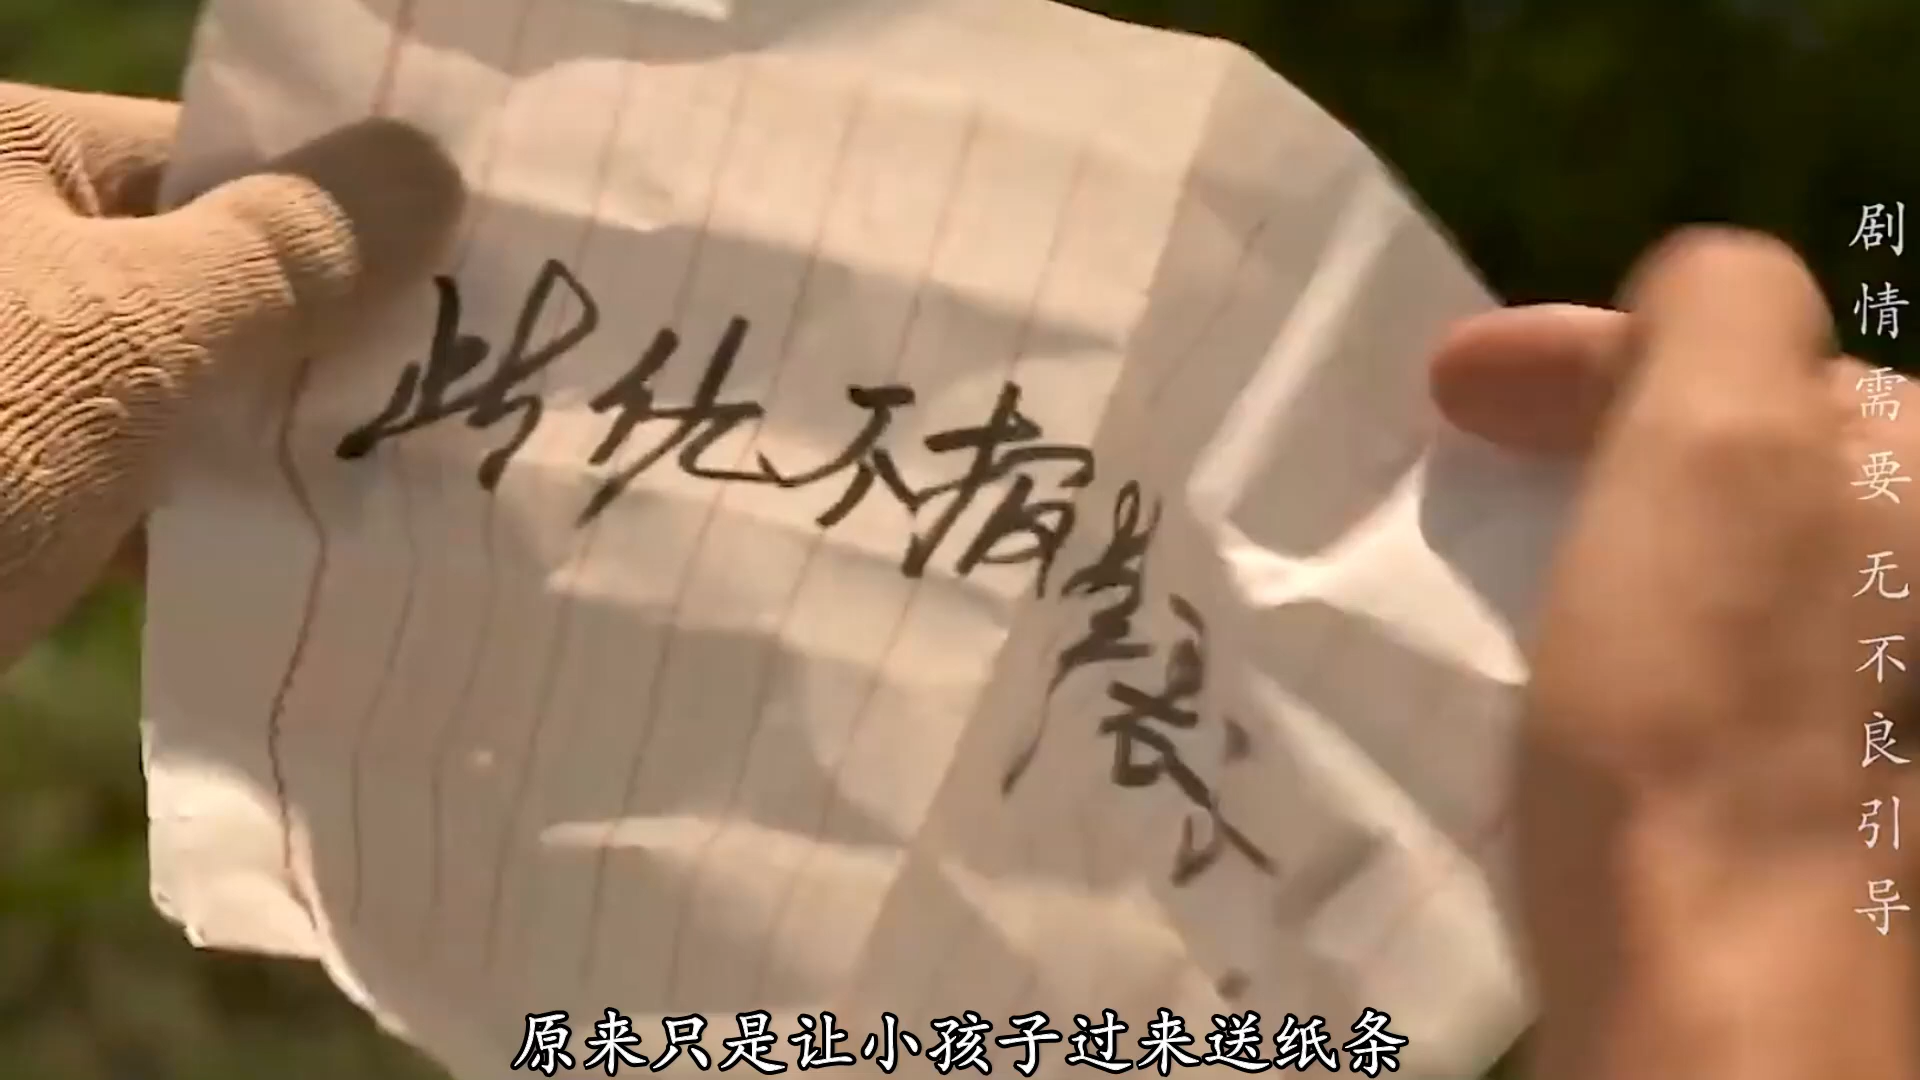 此仇不报
剧情需要 无不良引导
原来只是让小孩子过来送纸条